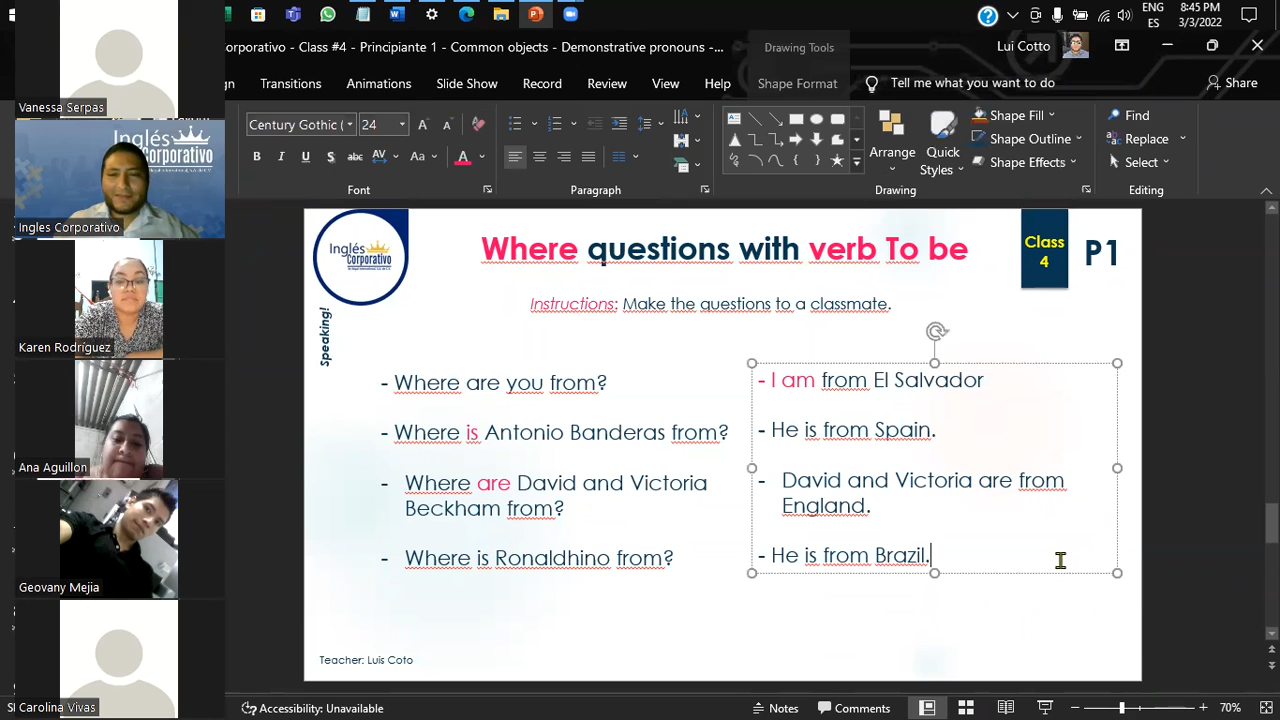 ENG
ES
8:45 PM
3/3/2022
orporativo - Class #4 - Principiante 1 - Common objects - Demonstrative pronouns -...
Drawing Tools
Lui Cotto
gn
Transitions
Animations
Slide Show
Record
Review
View
Help
Shape Format
Tell me what you want to do
Share
Century Gothic (
24
Arrange
Quick
Styles
Shape Fill
Shape Outline
Shape Effects
Find
Replace
Select
B I U S abc AV Aa A
Font
Paragraph
Drawing
Editing
Vanessa Serpas
Inglés
Corporativo
Ingles Corporativo
Karen Rodríguez
Ana Aguillon
Geovany Mejia
Carolina Vivas
Inglés
Corporativo
Where questions with verb To be
Class
4
P1
Instructions: Make the questions to a classmate.
Speaking!
- Where are you from?
- Where is Antonio Banderas from?
- Where are David and Victoria
Beckham from?
- Where is Ronaldhino from?
- I am from El Salvador
- He is from Spain.
- David and Victoria are from
England.
- He is from Brazil.
Teacher: Luis Coto
Accessibility: Unavailable
Notes
Comments
70%